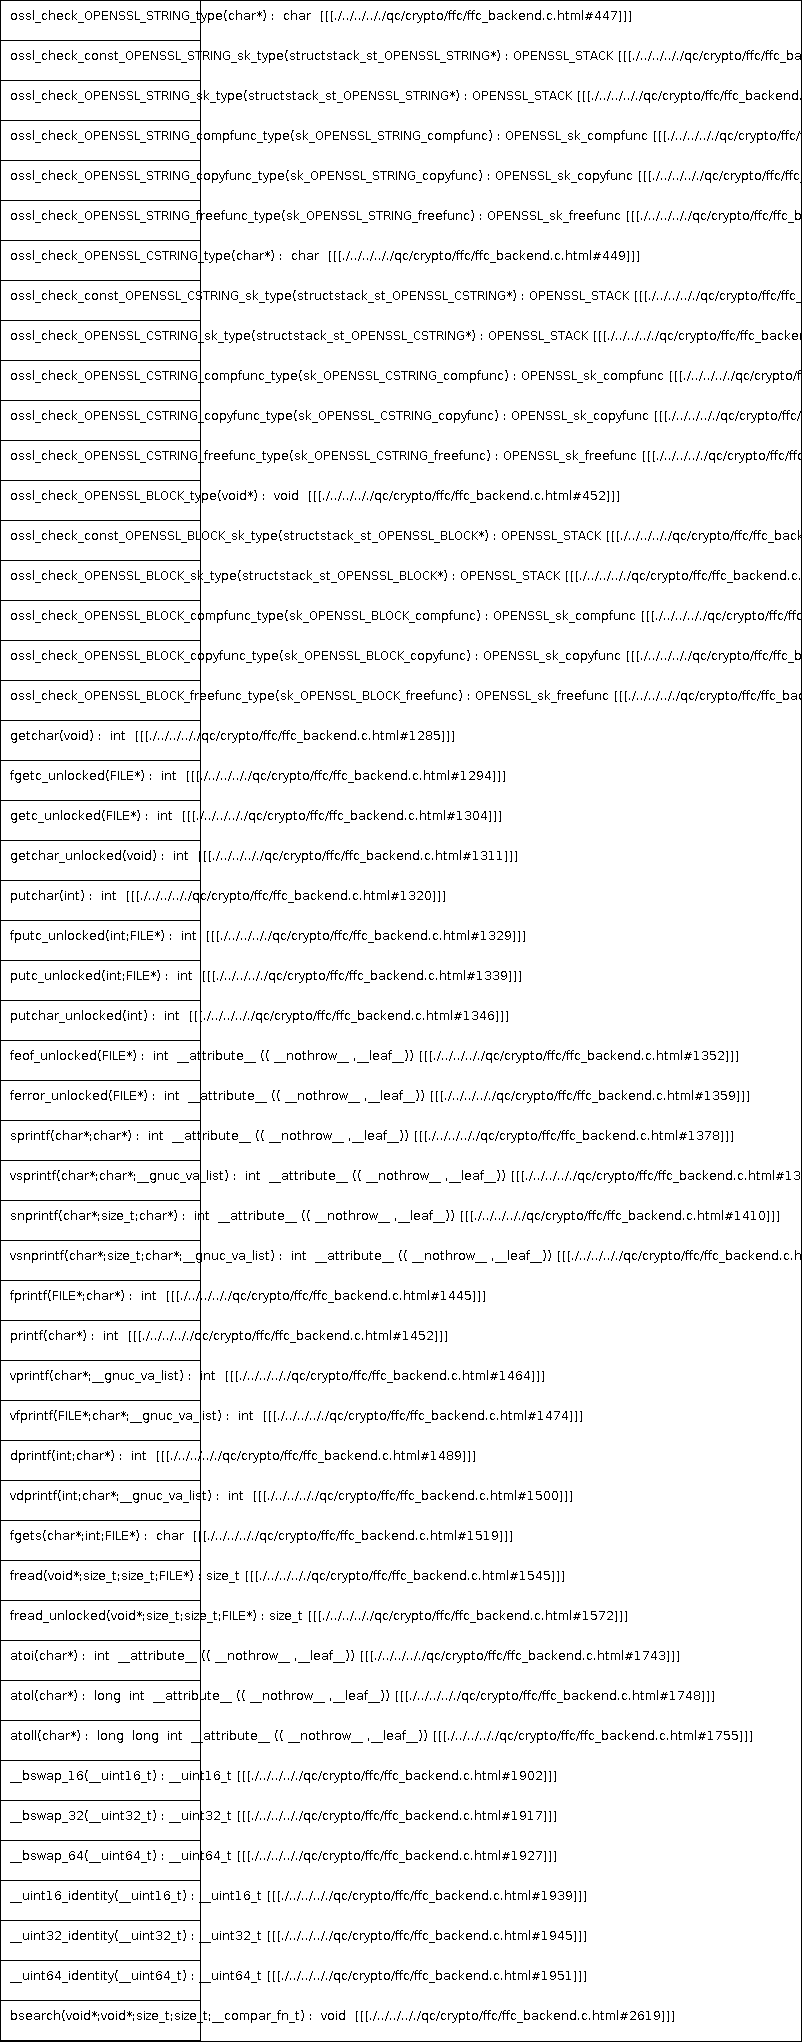 ossl_check_OPENSSL_STRING_type(char*) : char [[[./../../../qc/crypto/ffc/ffc_backend.c.html#447]]]
ossl_check_const_OPENSSL_STRING_sk_type(structstack_st_OPENSSL_STRING*) : OPENSSL_STACK [[[./../../../qc/crypto/ffc/ffc_ba
ossl_check_OPENSSL_STRING_sk_type(structstack_st_OPENSSL_STRING*) : OPENSSL_STACK [[[./../../../qc/crypto/ffc/ffc_backend.
ossl_check_OPENSSL_STRING_compfunc_type(sk_OPENSSL_STRING_compfunc) : OPENSSL_sk_compfunc [[[./../../../qc/crypto/ffc/
ossl_check_OPENSSL_STRING_copyfunc_type(sk_OPENSSL_STRING_copyfunc) : OPENSSL_sk_copyfunc [[[./../../../qc/crypto/ffc/ffc_
ossl_check_OPENSSL_STRING_freefunc_type(sk_OPENSSL_STRING_freefunc) : OPENSSL_sk_freefunc [[[./../../../qc/crypto/ffc/ffc_b
ossl_check_OPENSSL_CSTRING_type(char*) : char [[[./../../../qc/crypto/ffc/ffc_backend.c.html#449]]]
ossl_check_const_OPENSSL_CSTRING_sk_type(structstack_st_OPENSSL_CSTRING*) : OPENSSL_STACK [[[./../../../qc/crypto/ffc/ffc_
ossl_check_OPENSSL_CSTRING_sk_type(structstack_st_OPENSSL_CSTRING*) : OPENSSL_STACK [[[./../../../qc/crypto/ffc/ffc_backe
ossl_check_OPENSSL_CSTRING_compfunc_type(sk_OPENSSL_CSTRING_compfunc) : OPENSSL_sk_compfunc [[[./../../../qc/crypto/f
ossl_check_OPENSSL_CSTRING_copyfunc_type(sk_OPENSSL_CSTRING_copyfunc) : OPENSSL_sk_copyfunc [[[./../../../qc/crypto/ffc/
ossl_check_OPENSSL_CSTRING_freefunc_type(sk_OPENSSL_CSTRING_freefunc) : OPENSSL_sk_freefunc [[[./../../../qc/crypto/ffc/ffc
ossl_check_OPENSSL_BLOCK_type(void*) : void [[[./../../../qc/crypto/ffc/ffc_backend.c.html#452]]]
ossl_check_const_OPENSSL_BLOCK_sk_type(structstack_st_OPENSSL_BLOCK*) : OPENSSL_STACK [[[./../../../qc/crypto/ffc/ffc_back
ossl_check_OPENSSL_BLOCK_sk_type(structstack_st_OPENSSL_BLOCK*) : OPENSSL_STACK [[[./../../../qc/crypto/ffc/ffc_backend.c.
ossl_check_OPENSSL_BLOCK_compfunc_type(sk_OPENSSL_BLOCK_compfunc) : OPENSSL_sk_compfunc [[[./../../../qc/crypto/ffc/ffc
ossl_check_OPENSSL_BLOCK_copyfunc_type(sk_OPENSSL_BLOCK_copyfunc) : OPENSSL_sk_copyfunc [[[./../../../qc/crypto/ffc/ffc_b
ossl_check_OPENSSL_BLOCK_freefunc_type(sk_OPENSSL_BLOCK_freefunc) : OPENSSL_sk_freefunc [[[./../../../qc/crypto/ffc/ffc_bac
getchar(void) : int [[[./../../../qc/crypto/ffc/ffc_backend.c.html#1285]]]
fgetc_unlocked(FILE*) : int [[[./../../../qc/crypto/ffc/ffc_backend.c.html#1294]]]
getc_unlocked(FILE*) : int [[[./../../../qc/crypto/ffc/ffc_backend.c.html#1304]]]
getchar_unlocked(void) : int [[[./../../../qc/crypto/ffc/ffc_backend.c.html#1311]]]
putchar(int) : int [[[./../../../qc/crypto/ffc/ffc_backend.c.html#1320]]]
fputc_unlocked(int;FILE*) : int [[[./../../../qc/crypto/ffc/ffc_backend.c.html#1329]]]
putc_unlocked(int;FILE*) : int [[[./../../../qc/crypto/ffc/ffc_backend.c.html#1339]]]
putchar_unlocked(int) : int [[[./../../../qc/crypto/ffc/ffc_backend.c.html#1346]]]
feof_unlocked(FILE*) : int __attribute__ (( __nothrow__ ,__leaf__)) [[[./../../../qc/crypto/ffc/ffc_backend.c.html#1352]]]
ferror_unlocked(FILE*) : int __attribute__ (( __nothrow__ ,__leaf__)) [[[./../../../qc/crypto/ffc/ffc_backend.c.html#1359]]]
sprintf(char*;char*) : int __attribute__ (( __nothrow__ ,__leaf__)) [[[./../../../qc/crypto/ffc/ffc_backend.c.html#1378]]]
vsprintf(char*;char*;__gnuc_va_list) : int __attribute__ (( __nothrow__ ,__leaf__)) [[[./../../../qc/crypto/ffc/ffc_backend.c.html#13
snprintf(char*;size_t;char*) : int __attribute__ (( __nothrow__ ,__leaf__)) [[[./../../../qc/crypto/ffc/ffc_backend.c.html#1410]]]
vsnprintf(char*;size_t;char*;__gnuc_va_list) : int __attribute__ (( __nothrow__ ,__leaf__)) [[[./../../../qc/crypto/ffc/ffc_backend.c.h
fprintf(FILE*;char*) : int [[[./../../../qc/crypto/ffc/ffc_backend.c.html#1445]]]
printf(char*) : int [[[./../../../qc/crypto/ffc/ffc_backend.c.html#1452]]]
vprintf(char*;__gnuc_va_list) : int [[[./../../../qc/crypto/ffc/ffc_backend.c.html#1464]]]
vfprintf(FILE*;char*;__gnuc_va_list) : int [[[./../../../qc/crypto/ffc/ffc_backend.c.html#1474]]]
dprintf(int;char*) : int [[[./../../../qc/crypto/ffc/ffc_backend.c.html#1489]]]
vdprintf(int;char*;__gnuc_va_list) : int [[[./../../../qc/crypto/ffc/ffc_backend.c.html#1500]]]
fgets(char*;int;FILE*) : char [[[./../../../qc/crypto/ffc/ffc_backend.c.html#1519]]]
fread(void*;size_t;size_t;FILE*) : size_t [[[./../../../qc/crypto/ffc/ffc_backend.c.html#1545]]]
fread_unlocked(void*;size_t;size_t;FILE*) : size_t [[[./../../../qc/crypto/ffc/ffc_backend.c.html#1572]]]
atoi(char*) : int __attribute__ (( __nothrow__ ,__leaf__)) [[[./../../../qc/crypto/ffc/ffc_backend.c.html#1743]]]
atol(char*) : long int __attribute__ (( __nothrow__ ,__leaf__)) [[[./../../../qc/crypto/ffc/ffc_backend.c.html#1748]]]
atoll(char*) : long long int __attribute__ (( __nothrow__ ,__leaf__)) [[[./../../../qc/crypto/ffc/ffc_backend.c.html#1755]]]
__bswap_16(__uint16_t) : __uint16_t [[[./../../../qc/crypto/ffc/ffc_backend.c.html#1902]]]
__bswap_32(__uint32_t) : __uint32_t [[[./../../../qc/crypto/ffc/ffc_backend.c.html#1917]]]
__bswap_64(__uint64_t) : __uint64_t [[[./../../../qc/crypto/ffc/ffc_backend.c.html#1927]]]
__uint16_identity(__uint16_t) : __uint16_t [[[./../../../qc/crypto/ffc/ffc_backend.c.html#1939]]]
__uint32_identity(__uint32_t) : __uint32_t [[[./../../../qc/crypto/ffc/ffc_backend.c.html#1945]]]
__uint64_identity(__uint64_t) : __uint64_t [[[./../../../qc/crypto/ffc/ffc_backend.c.html#1951]]]
bsearch(void*;void*;size_t;size_t;__compar_fn_t) : void [[[./../../../qc/crypto/ffc/ffc_backend.c.html#2619]]]